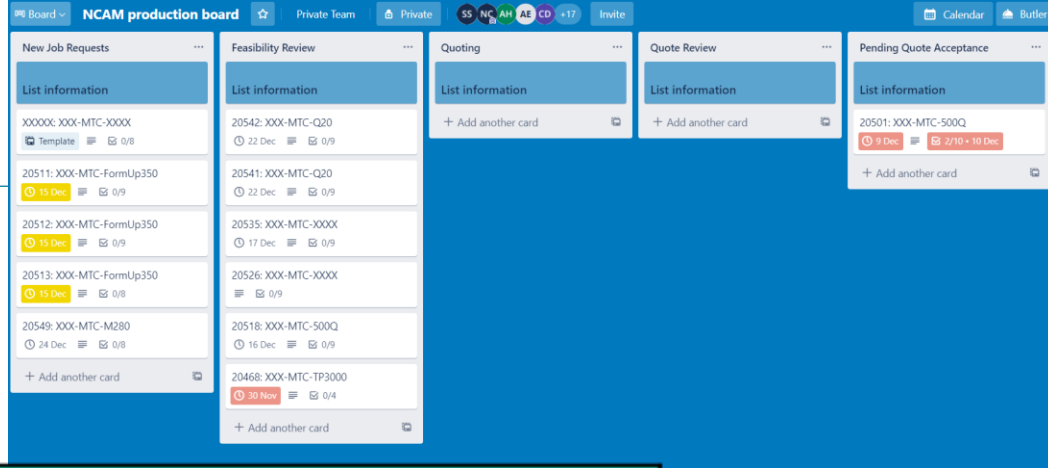 Board NCAM production board Private Team Private SS NC AH AE CD +17 Invite Calendar Butler
New Job Requests
List information
XXXXX: XXX-MTC-XXXX
Template 0/8
20511: XXX-MTC-FormUp350
15 Dec 0/9
20512: XXX-MTC-FormUp350
15 Dec 0/9
20513: XXX-MTC-FormUp350
15 Dec 0/8
20549: XXX-MTC-M280
24 Dec 0/8
+ Add another card
Feasibility Review
List information
20542: XXX-MTC-Q20
22 Dec 0/9
20541: XXX-MTC-Q20
22 Dec 0/9
20535: XXX-MTC-XXXX
17 Dec 0/9
20526: XXX-MTC-XXXX
0/9
20518: XXX-MTC-500Q
16 Dec 0/9
20468: XXX-MTC-TP3000
30 Nov 0/4
+ Add another card
Quoting
List information
+ Add another card
Quote Review
List information
+ Add another card
Pending Quote Acceptance
List information
20501: XXX-MTC-500Q
9 Dec 2/10 • 10 Dec
+ Add another card